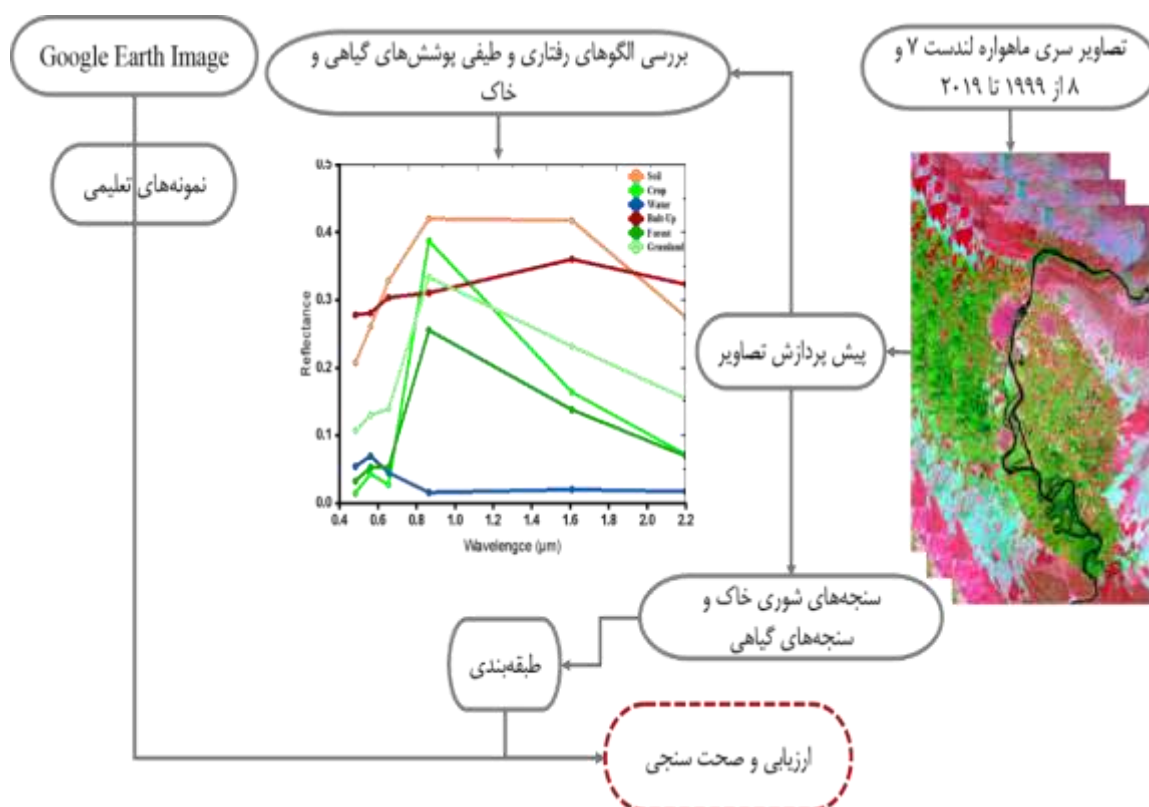 Google Earth Image
نمونه‌های تعلیمی
بررسی الگوهای رفتاری و طیفی پوشش‌های گیاهی و
خاک
تصاویر سری ماهواره لندست ۷ و
۸ از ۱۹۹۹ تا ۲۰۱۹
0.5
0.4
0.3
0.2
0.1
0.0
Reflectance
Soil
Crop
Water
Bult-Up
Forest
Grassland
0.4 0.6 0.8 1.0 1.2 1.4 1.6 1.8 2.0 2.2
Wavelengce (µm)
پیش پردازش تصاویر
سنجه‌های شوری خاک و
سنجه‌های گیاهی
طبقه‌بندی
ارزیابی و صحت سنجی